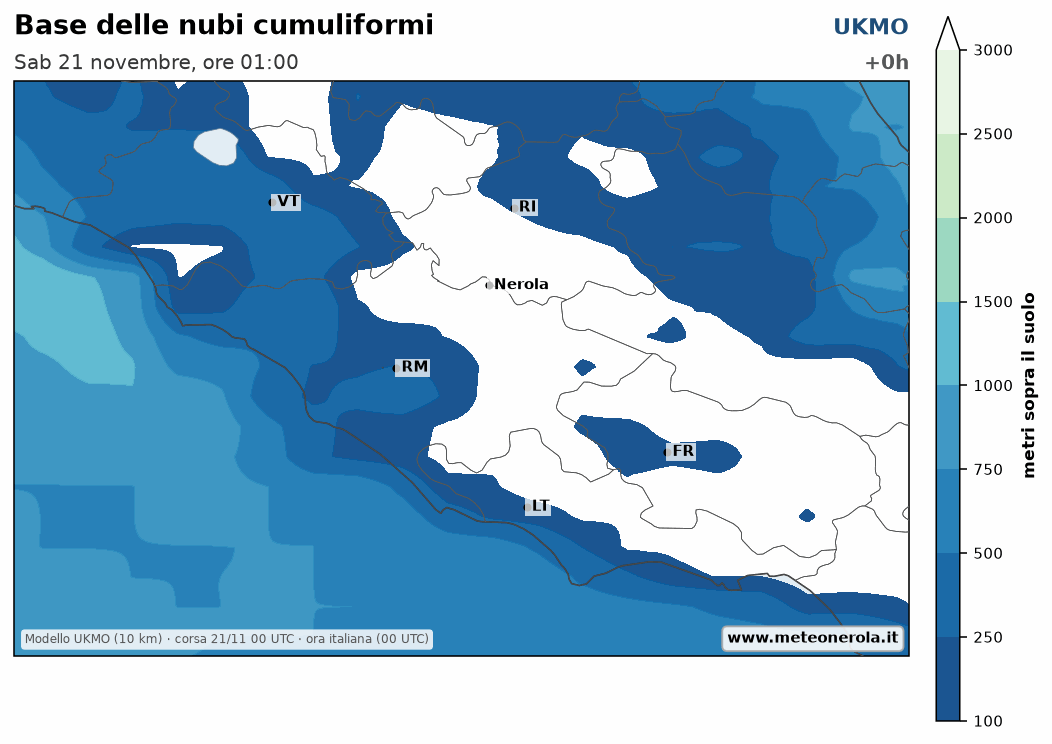 Base delle nubi cumuliformi
UKMO
Sab 21 novembre, ore 01:00
+0h
VT
RI
Nerola
RM
FR
LT
Modello UKMO (10 km) · corsa 21/11 00 UTC · ora italiana (00 UTC)
www.meteonerola.it
3000
2500
2000
1500
1000
750
500
250
100
metri sopra il suolo